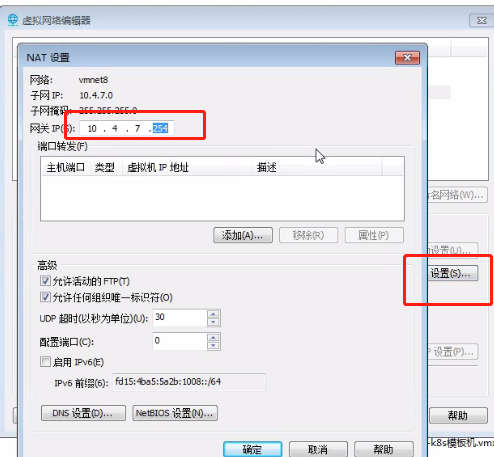 虚拟网络编辑器
NAT 设置
网络: vmnet8
子网 IP: 10.4.7.0
子网掩码: 255.255.255.0
网关 IP(G): 10 . 4 . 7 . 254
端口转发(F)
主机端口 类型 虚拟机 IP 地址 描述
名网络(W)...
添加(A)... 移除(R) 属性(P)
设置(U)...
高级
设置(S)...
允许活动的 FTP(T)
允许任何组织唯一标识符(O)
UDP 超时(以秒为单位)(U): 30
配置端口(C): 0
P 设置(P)...
启用 IPv6(E)
IPv6 前缀(6): fd15:4ba5:5a2b:1008::/64
DNS 设置(D)... NetBIOS 设置(N)...
帮助
-k8s模板机.vmx
确定 取消 帮助